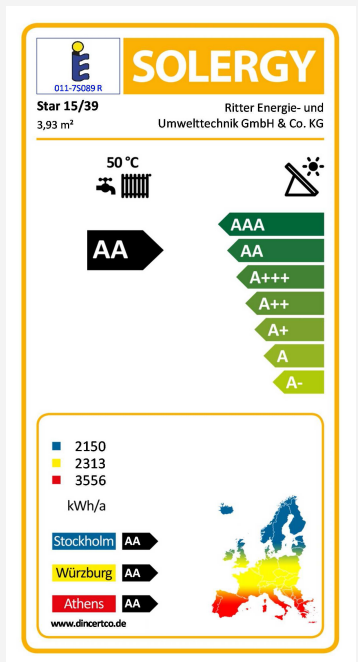 SOLERGY
011-7S089 R
Star 15/39
3,93 m²
Ritter Energie- und
Umwelttechnik GmbH & Co. KG
50 °C
AA
AAA
AA
A+++
A++
A+
A
A-
2150
2313
3556
kWh/a
Stockholm AA
Würzburg AA
Athens AA
www.dincertco.de